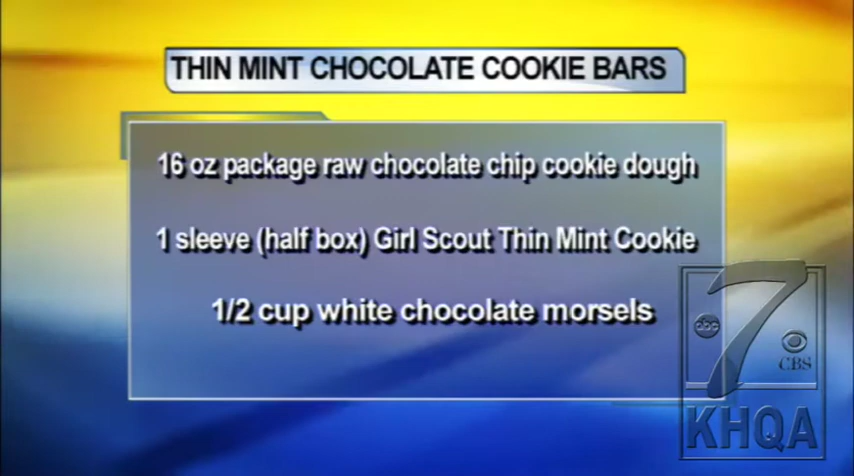 THIN MINT CHOCOLATE COOKIE BARS
16 oz package raw chocolate chip cookie dough
1 sleeve (half box) Girl Scout Thin Mint Cookie
1/2 cup white chocolate morsels
7
abc
CBS
KHQA